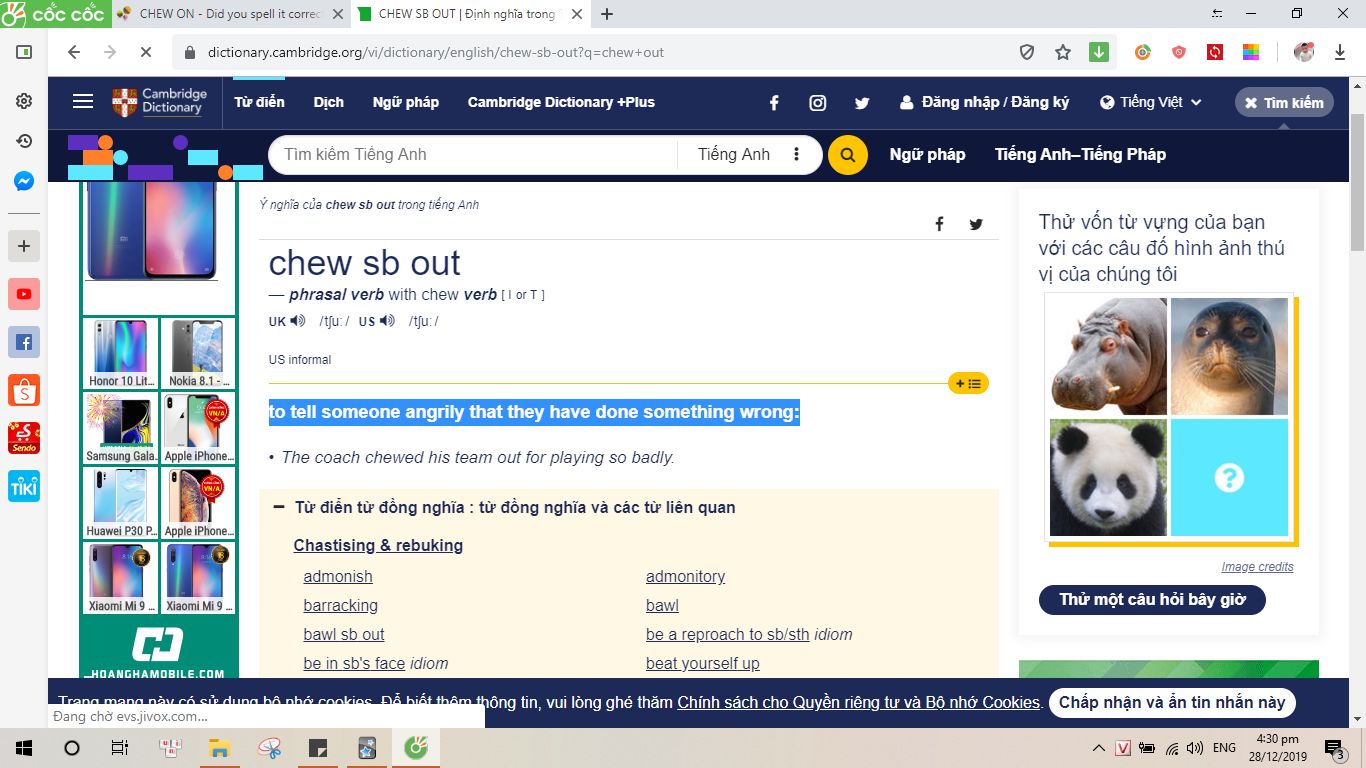 cốc cốc
CHEW ON - Did you spell it correc
CHEW SB OUT | Định nghĩa trong
dictionary.cambridge.org/vi/dictionary/english/chew-sb-out?q=chew+out
Cambridge
Dictionary
Từ điển
Dịch
Ngữ pháp
Cambridge Dictionary +Plus
Đăng nhập / Đăng ký
Tiếng Việt
Tìm kiếm
Tìm kiếm Tiếng Anh
Tiếng Anh
Ngữ pháp
Tiếng Anh–Tiếng Pháp
Ý nghĩa của chew sb out trong tiếng Anh
chew sb out
— phrasal verb with chew verb [ I or T ]
UK /tʃuː/ US /tʃuː/
US informal
to tell someone angrily that they have done something wrong:
• The coach chewed his team out for playing so badly.
Từ điển từ đồng nghĩa : từ đồng nghĩa và các từ liên quan
Chastising & rebuking
admonish
admonitory
barracking
bawl
bawl sb out
be a reproach to sb/sth idiom
be in sb's face idiom
beat yourself up
Thử vốn từ vựng của bạn
với các câu đố hình ảnh thú
vị của chúng tôi
?
Image credits
Thử một câu hỏi bây giờ
mi
Honor 10 Lit...
Nokia 8.1 - ...
Samsung Gala
Apple iPhone...
VN/A
Huawei P30 P...
Apple iPhone...
VN/A
Xiaomi Mi 9 ...
Xiaomi Mi 9 ...
HOANGHAMOBILE.COM
Sendo
TIKI
Trang mạng này có sử dụng bộ nhớ cookies. Để biết thêm thông tin, vui lòng ghé thăm Chính sách cho Quyền riêng tư và Bộ nhớ Cookies.
Chấp nhận và ẩn tin nhắn này
Đang chờ evs.jivox.com...
ENG
4:30 pm
28/12/2019
3